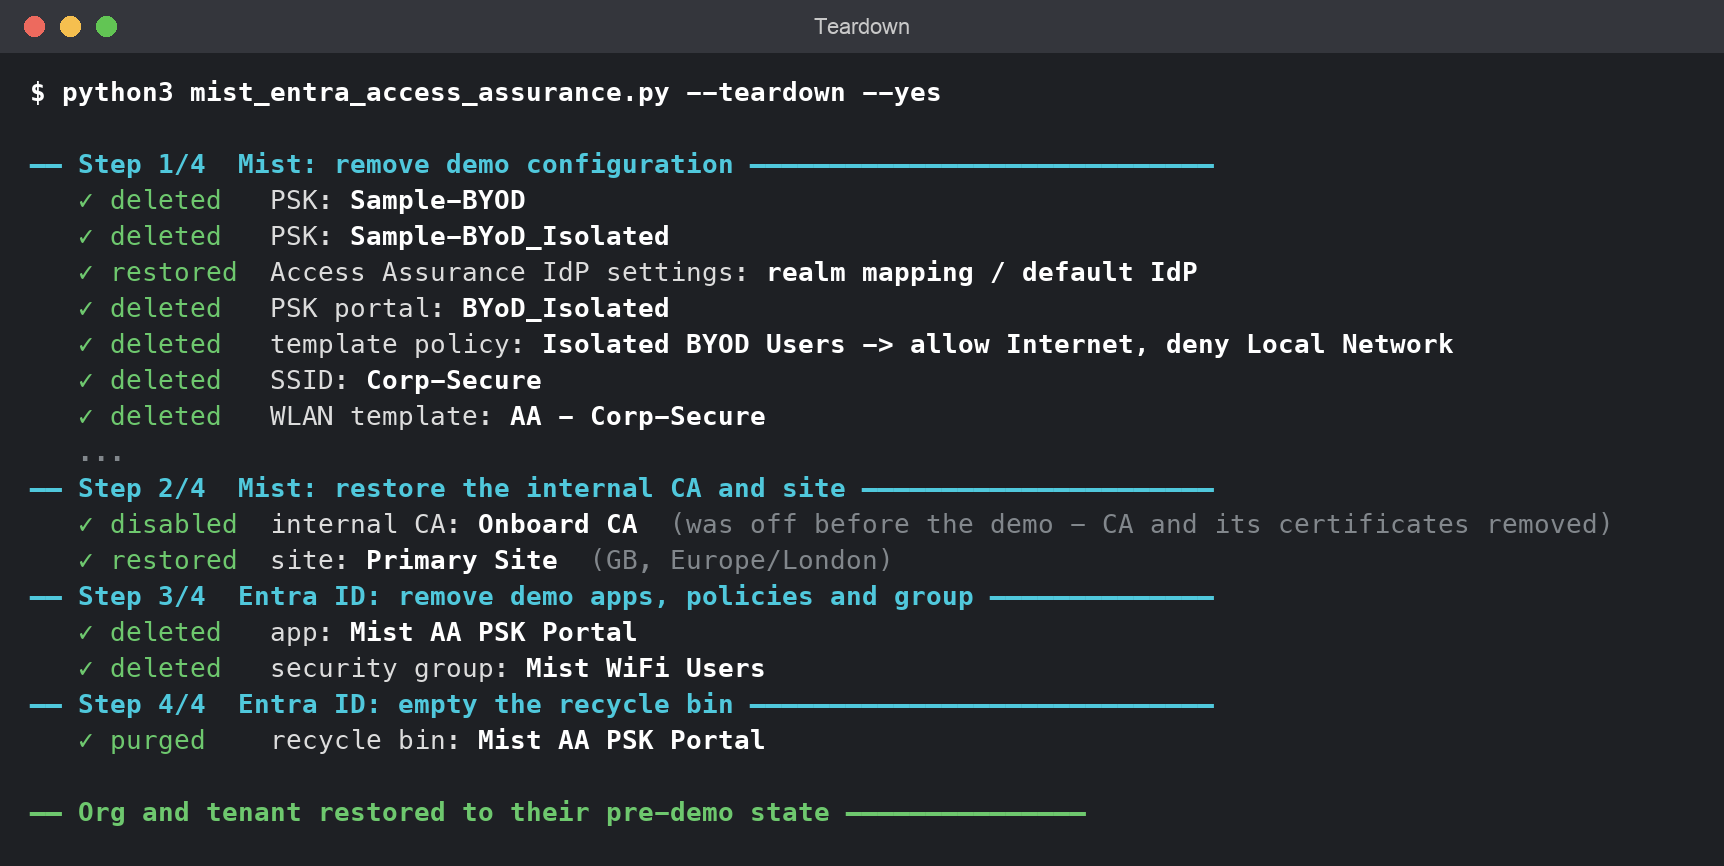 Teardown
$ python3 mist_entra_access_assurance.py --teardown --yes
── Step 1/4  Mist: remove demo configuration ─────────────────────────────
✓ deleted   PSK: Sample-BYOD
✓ deleted   PSK: Sample-BYoD_Isolated
✓ restored  Access Assurance IdP settings: realm mapping / default IdP
✓ deleted   PSK portal: BYoD_Isolated
✓ deleted   template policy: Isolated BYOD Users -> allow Internet, deny Local Network
✓ deleted   SSID: Corp-Secure
✓ deleted   WLAN template: AA - Corp-Secure
...
── Step 2/4  Mist: restore the internal CA and site ──────────────────────
✓ disabled  internal CA: Onboard CA  (was off before the demo - CA and its certificates removed)
✓ restored  site: Primary Site  (GB, Europe/London)
── Step 3/4  Entra ID: remove demo apps, policies and group ──────────────
✓ deleted   app: Mist AA PSK Portal
✓ deleted   security group: Mist WiFi Users
── Step 4/4  Entra ID: empty the recycle bin ─────────────────────────────
✓ purged    recycle bin: Mist AA PSK Portal
── Org and tenant restored to their pre-demo state ───────────────